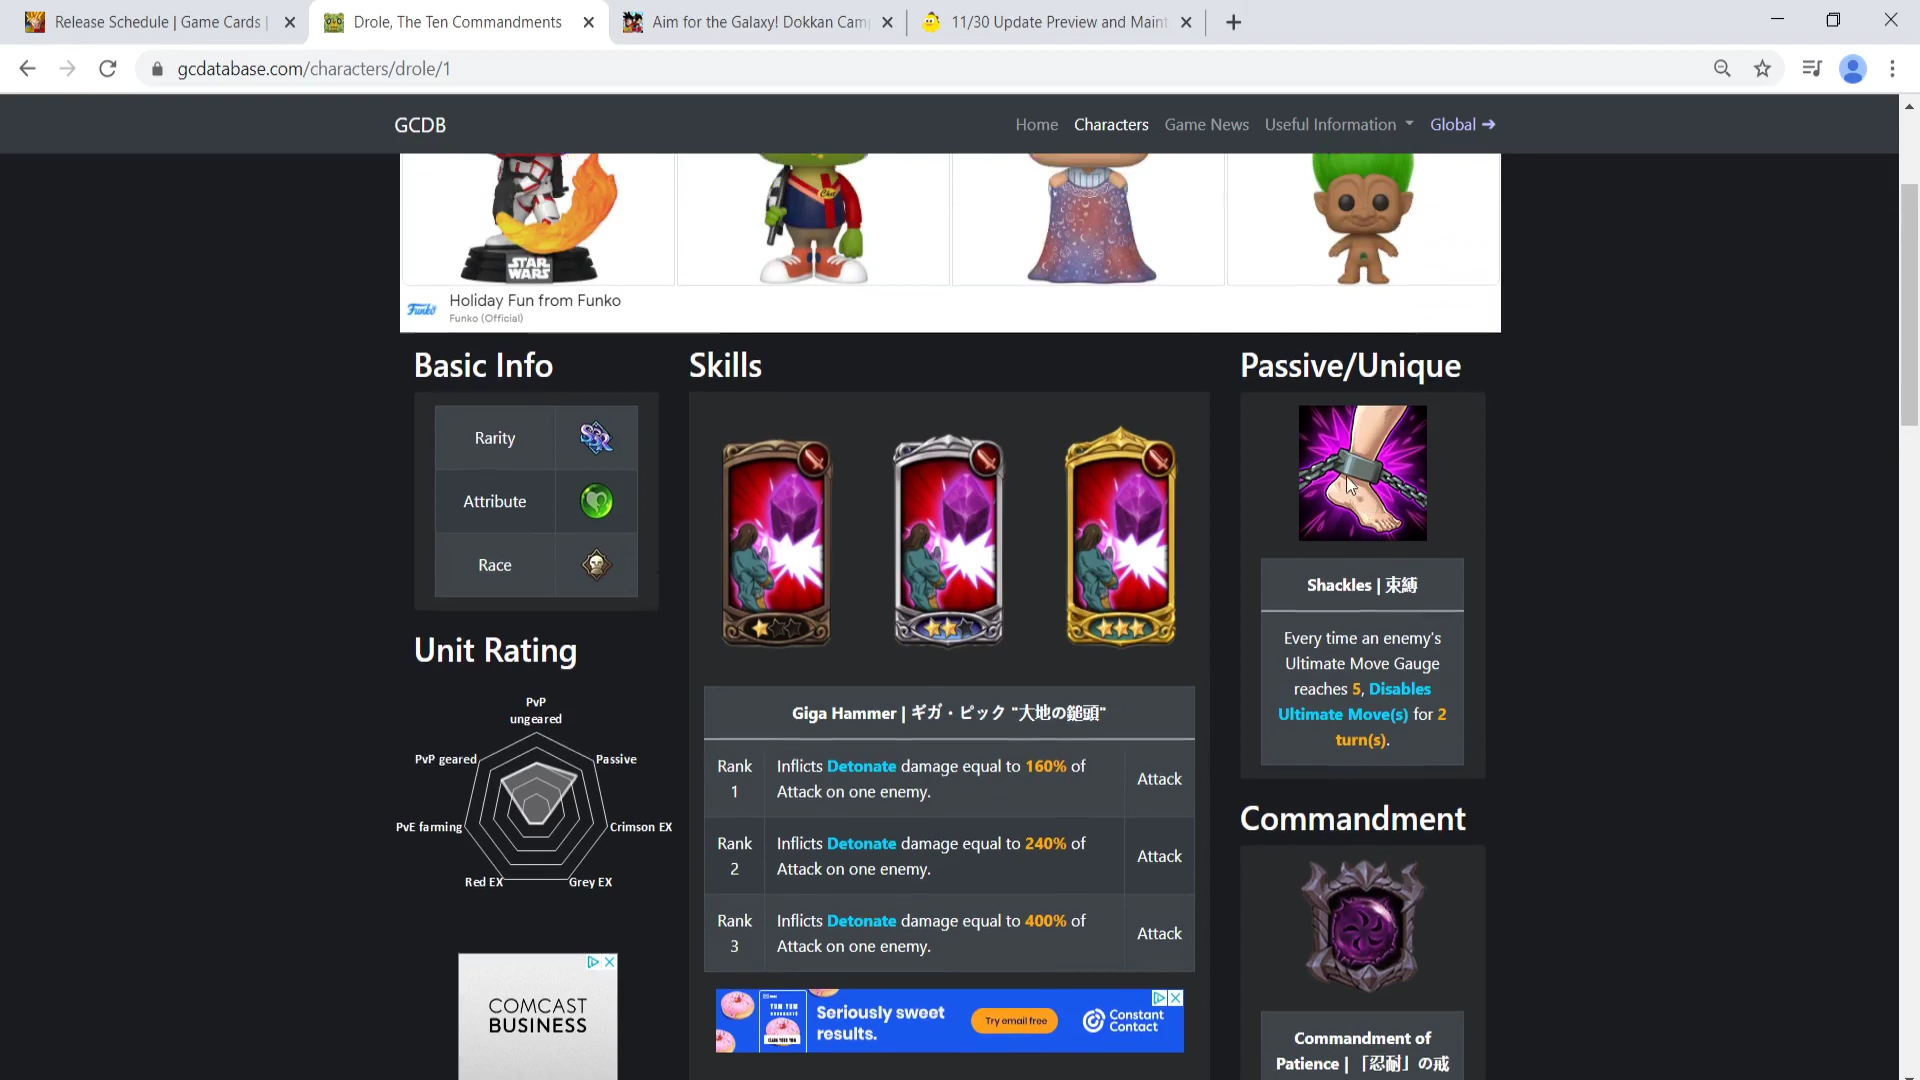 Release Schedule | Game Cards |
Drole, The Ten Commandments
Aim for the Galaxy! Dokkan Cam
11/30 Update Preview and Maint
gcdatabase.com/characters/drole/1
GCDB
Home
Characters
Game News
Useful Information
Global
STAR
WARS
Chet
Funko
Holiday Fun from Funko
Funko (Official)
Basic Info
Skills
Passive/Unique
Rarity
SSR
Attribute
Race
Shackles | 束縛
Every time an enemy's
Ultimate Move Gauge
reaches 5, Disables
Ultimate Move(s) for 2
turn(s).
Unit Rating
PvP
ungeared
PvP geared
Passive
PvE farming
Crimson EX
Red EX
Grey EX
Giga Hammer | ギガ・ピック "大地の鎚頭"
Rank
1
Inflicts Detonate damage equal to 160% of
Attack on one enemy.
Attack
Rank
2
Inflicts Detonate damage equal to 240% of
Attack on one enemy.
Attack
Rank
3
Inflicts Detonate damage equal to 400% of
Attack on one enemy.
Attack
Commandment
Commandment of
Patience | 「忍耐」の戒
COMCAST
BUSINESS
YUM YUM
Seriously sweet
results.
Try email free
Constant
Contact